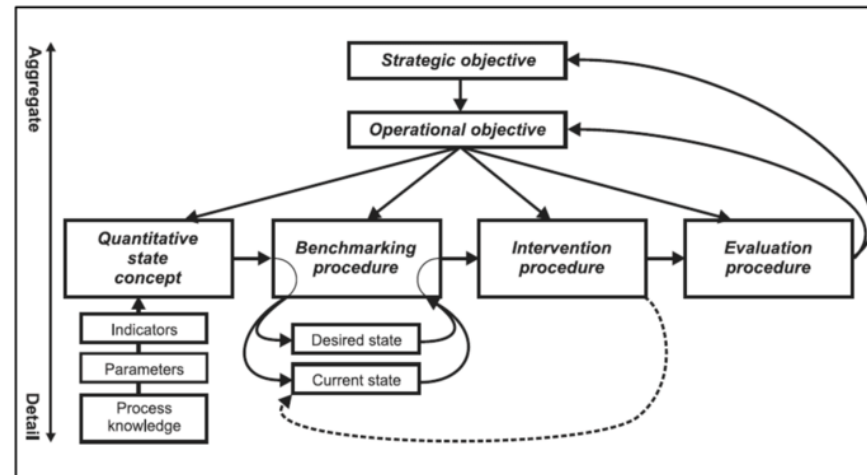 Aggregate
Detail
Strategic objective
Operational objective
Quantitative
state
concept
Benchmarking
procedure
Intervention
procedure
Evaluation
procedure
Indicators
Parameters
Process
knowledge
Desired state
Current state